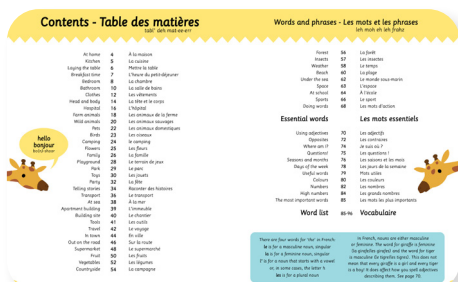 Contents - Table des matières
tabl' deh mat-ee-err
At home 4 À la maison
Kitchen 5 La cuisine
Laying the table 6 Mettre la table
Breakfast time 7 L'heure du petit-déjeuner
Bedroom 8 La chambre
Bathroom 10 La salle de bains
Clothes 12 Les vêtements
Head and body 14 La tête et le corps
Hospital 16 L'hôpital
Farm animals 18 Les animaux de la ferme
Wild animals 20 Les animaux sauvages
Pets 22 Les animaux domestiques
Birds 23 Les oiseaux
Camping 24 Le camping
Flowers 25 Les fleurs
Family 26 La famille
Playground 28 Le terrain de jeux
Park 29 Le parc
Toys 30 Les jouets
Party 32 La fête
Telling stories 34 Raconter des histoires
Transport 36 Le transport
At sea 38 À la mer
Apartment building 39 L'immeuble
Building site 40 Le chantier
Tools 41 Les outils
Travel 42 Le voyage
In town 44 En ville
Out on the road 46 Sur la route
Supermarket 48 Le supermarché
Fruit 50 Les fruits
Vegetables 52 Les légumes
Countryside 54 La campagne
hello
bonjour
Words and phrases - Les mots et les phrases
leh moh eh leh frahz
Forest 56 La forêt
Insects 57 Les insectes
Weather 58 Le temps
Beach 60 La plage
Under the sea 62 Le monde sous-marin
Space 63 L'espace
At school 64 À l'école
Sports 66 Le sport
Doing words 68 Les mots d'action
Essential words Les mots essentiels
Using adjectives 70 Les adjectifs
Opposites 72 Les contraires
Where am I? 74 Je suis où ?
Questions! 75 Les questions !
Seasons and months 76 Les saisons et les mois
Days of the week 78 Les jours de la semaine
Useful words 79 Mots utiles
Colours 80 Les couleurs
Numbers 82 Les nombres
High numbers 84 Les grands nombres
The most important words 85 Les mots les plus importants
Word list 85-96 Vocabulaire
There are four words for 'the' in French:
le is for a masculine noun, singular
la is for a feminine noun, singular
l' is for a noun that starts with a vowel
or, in some cases, the letter h
les is for a plural noun
In French, nouns are either masculine
or feminine. The word for giraffe is feminine
(la girafe/les girafes) and the word for tiger
is masculine (le tigre/les tigres). This does not
mean that every giraffe is a girl and every tiger
is a boy! It does affect how you spell adjectives
describing them. See page 70.